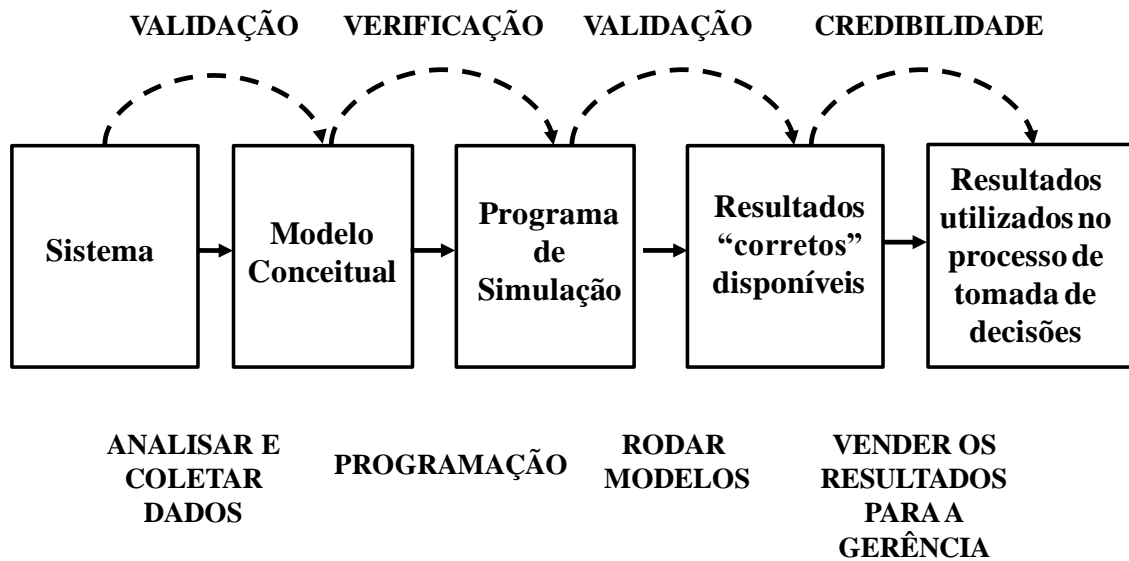 VALIDAÇÃO VERIFICAÇÃO VALIDAÇÃO CREDIBILIDADE
Sistema
Modelo
Conceitual
Programa
de
Simulação
Resultados
“corretos”
disponíveis
Resultados
utilizados no
processo de
tomada de
decisões
ANALISAR E
COLETAR
DADOS
PROGRAMAÇÃO
RODAR
MODELOS
VENDER OS
RESULTADOS
PARA A
GERÊNCIA